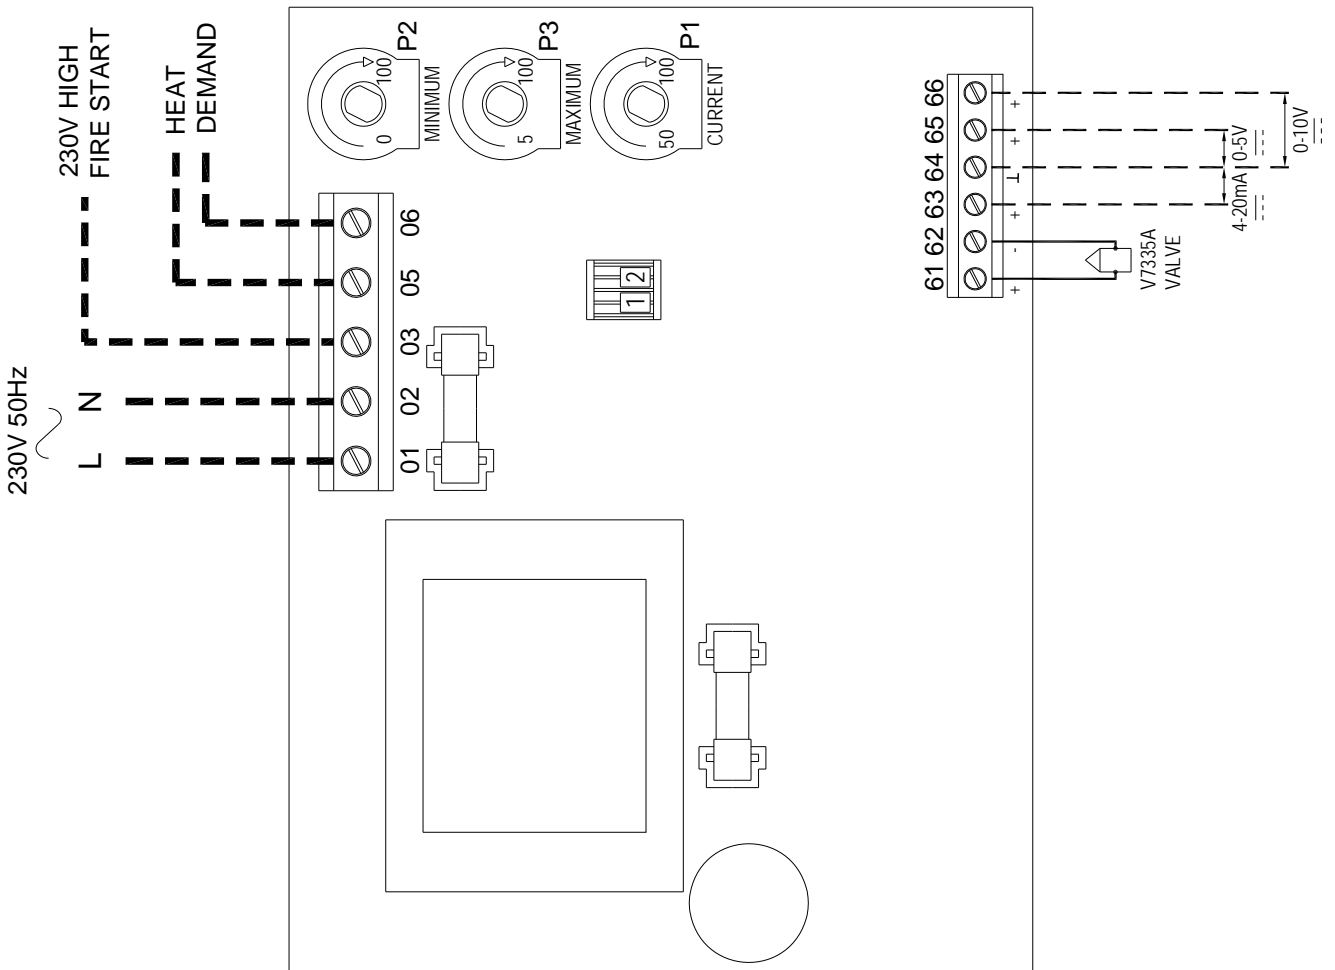 230V 50Hz
L
N
230V HIGH
FIRE START
HEAT
DEMAND
01
02
03
05
06
P2
0
100
MINIMUM
P3
5
100
MAXIMUM
P1
50
100
CURRENT
1
2
61
62
63
64
65
66
+
-
+
⊥
+
+
V7335A
VALVE
4-20mA
0-5V
0-10V